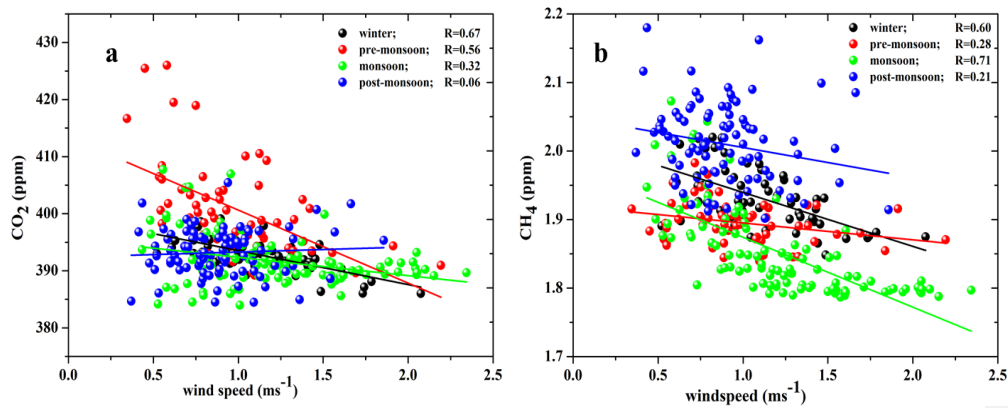 a
winter; R=0.67
pre-monsoon; R=0.56
monsoon; R=0.32
post-monsoon; R=0.06
430
420
410
400
390
380
CO2 (ppm)
0.0 0.5 1.0 1.5 2.0 2.5
wind speed (ms-1)
b
winter; R=0.60
pre-monsoon; R=0.28
monsoon; R=0.71
post-monsoon; R=0.21
2.2
2.1
2.0
1.9
1.8
1.7
CH4 (ppm)
0.0 0.5 1.0 1.5 2.0 2.5
windspeed (ms-1)